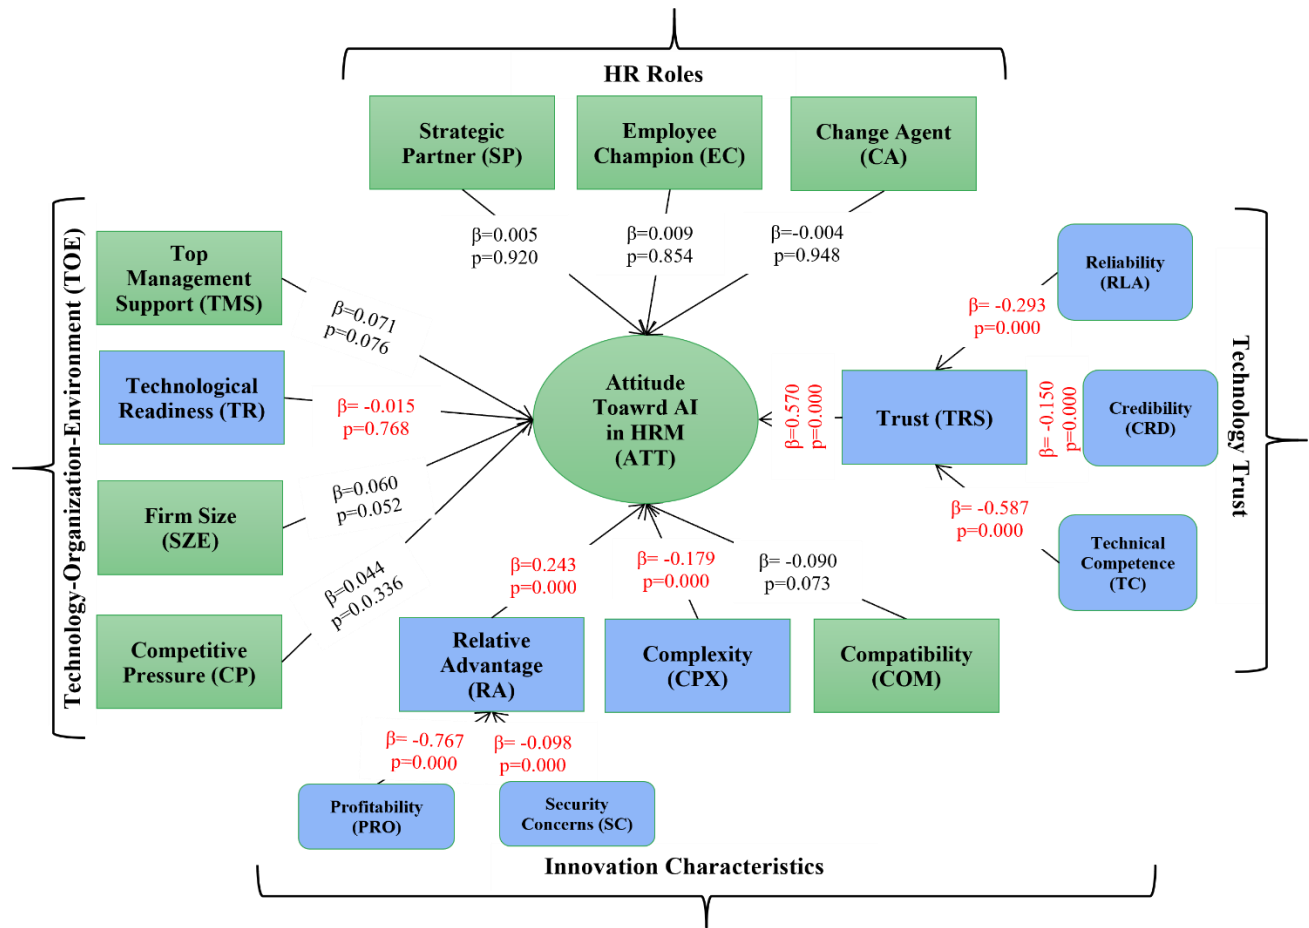 HR Roles
Strategic
Partner (SP)
Employee
Champion (EC)
Change Agent
(CA)
β=0.005
p=0.920
β=0.009
p=0.854
β=-0.004
p=0.948
Technology-Organization-Environment (TOE)
Top
Management
Support (TMS)
β=0.071
p=0.076
Technological
Readiness (TR)
β= -0.015
p=0.768
Firm Size
(SZE)
β=0.060
p=0.052
Competitive
Pressure (CP)
β=0.044
p=0.0.336
Attitude
Toawrd AI
in HRM
(ATT)
β=0.570
p=0.000
Trust (TRS)
β= -0.293
p=0.000
Reliability
(RLA)
β= -0.150
p=0.000
Credibility
(CRD)
β= -0.587
p=0.000
Technical
Competence
(TC)
Technology Trust
β=0.243
p=0.000
β= -0.179
p=0.000
β= -0.090
p=0.073
Relative
Advantage
(RA)
Complexity
(CPX)
Compatibility
(COM)
β= -0.767
p=0.000
β= -0.098
p=0.000
Profitability
(PRO)
Security
Concerns (SC)
Innovation Characteristics